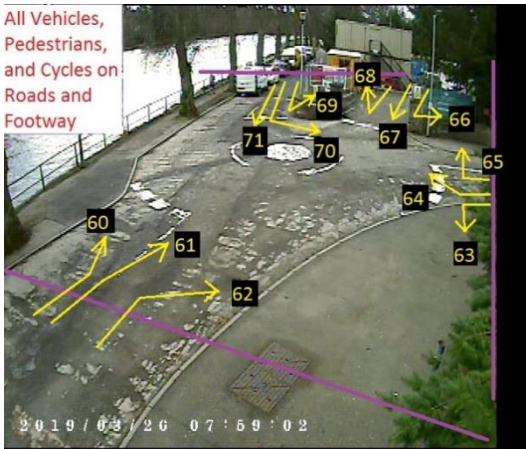 All Vehicles,
Pedestrians,
and Cycles on
Roads and
Footway
68
69
66
67
71
70
65
64
60
61
63
62
2019/03/26 07:59:02